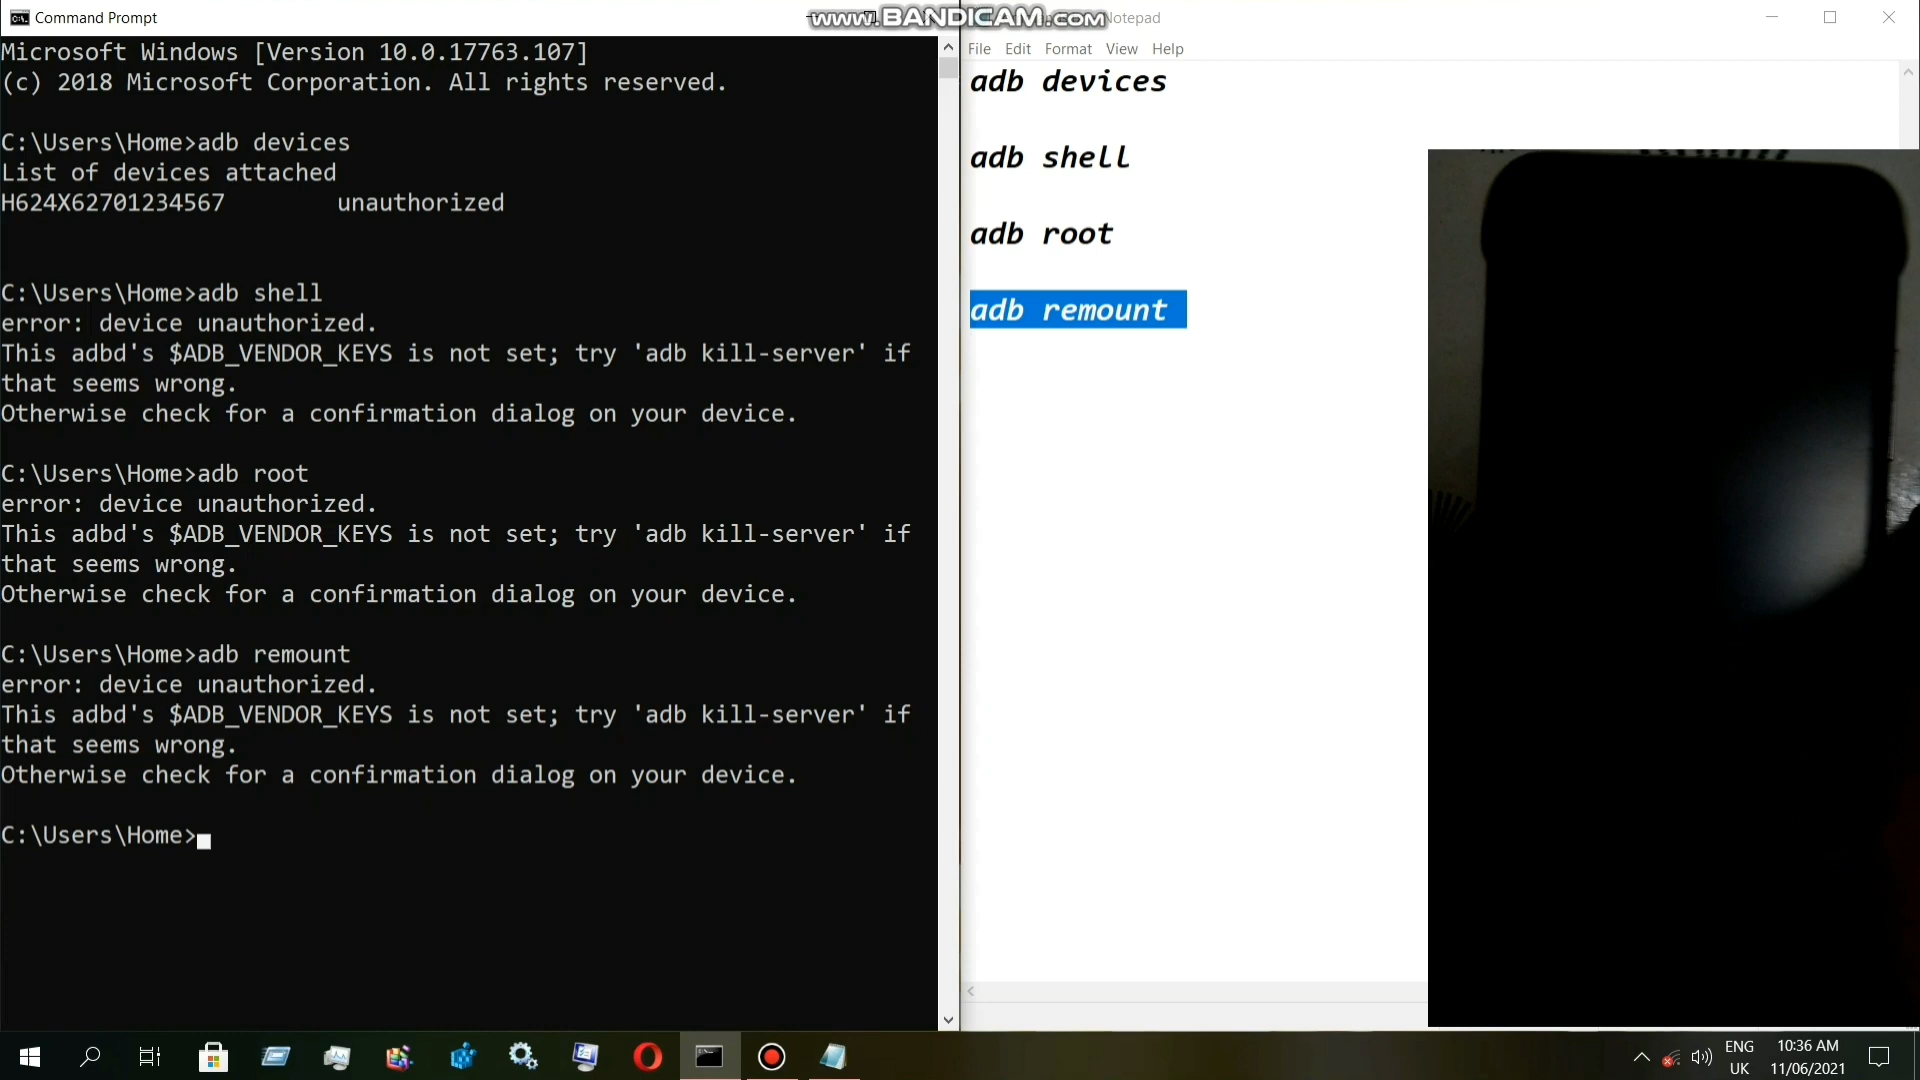 Command Prompt
www.BANDICAM.com
Notepad
Microsoft Windows [Version 10.0.17763.107]
(c) 2018 Microsoft Corporation. All rights reserved.
C:\Users\Home>adb devices
List of devices attached
H624X62701234567 unauthorized
C:\Users\Home>adb shell
error: device unauthorized.
This adbd's $ADB_VENDOR_KEYS is not set; try 'adb kill-server' if
that seems wrong.
Otherwise check for a confirmation dialog on your device.
C:\Users\Home>adb root
error: device unauthorized.
This adbd's $ADB_VENDOR_KEYS is not set; try 'adb kill-server' if
that seems wrong.
Otherwise check for a confirmation dialog on your device.
C:\Users\Home>adb remount
error: device unauthorized.
This adbd's $ADB_VENDOR_KEYS is not set; try 'adb kill-server' if
that seems wrong.
Otherwise check for a confirmation dialog on your device.
C:\Users\Home>
File Edit Format View Help
adb devices
adb shell
adb root
adb remount
ENG
UK
10:36 AM
11/06/2021